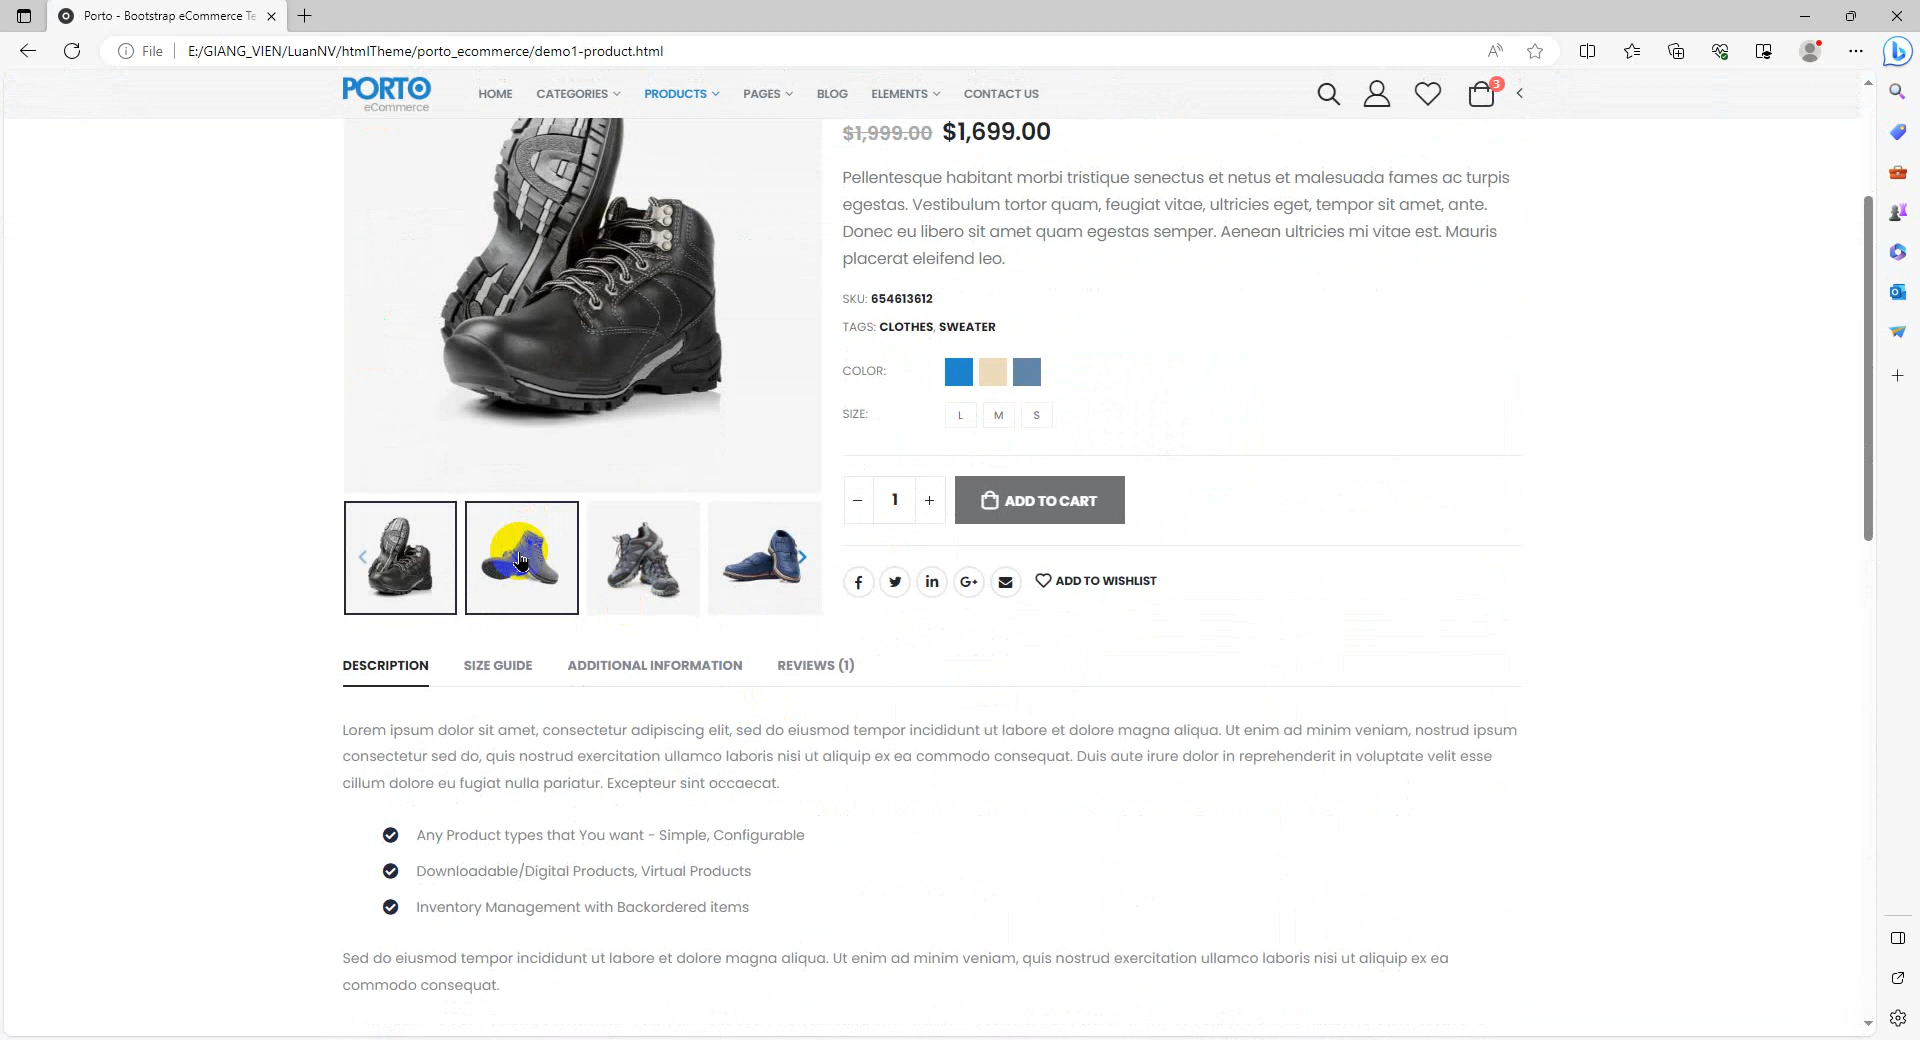 Porto - Bootstrap eCommerce Te
File
E:/GIANG_VIEN/LuanNV/htmlTheme/porto_ecommerce/demo1-product.html
PORTO
eCommerce
HOME CATEGORIES PRODUCTS PAGES BLOG ELEMENTS CONTACT US
3
$1,999.00 $1,699.00
Pellentesque habitant morbi tristique senectus et netus et malesuada fames ac turpis
egestas. Vestibulum tortor quam, feugiat vitae, ultricies eget, tempor sit amet, ante.
Donec eu libero sit amet quam egestas semper. Aenean ultricies mi vitae est. Mauris
placerat eleifend leo.
SKU: 654613612
TAGS: CLOTHES, SWEATER
COLOR:
SIZE: L M S
− 1 + ADD TO CART
ADD TO WISHLIST
DESCRIPTION SIZE GUIDE ADDITIONAL INFORMATION REVIEWS (1)
Lorem ipsum dolor sit amet, consectetur adipiscing elit, sed do eiusmod tempor incididunt ut labore et dolore magna aliqua. Ut enim ad minim veniam, nostrud ipsum
consectetur sed do, quis nostrud exercitation ullamco laboris nisi ut aliquip ex ea commodo consequat. Duis aute irure dolor in reprehenderit in voluptate velit esse
cillum dolore eu fugiat nulla pariatur. Excepteur sint occaecat.
Any Product types that You want - Simple, Configurable
Downloadable/Digital Products, Virtual Products
Inventory Management with Backordered items
Sed do eiusmod tempor incididunt ut labore et dolore magna aliqua. Ut enim ad minim veniam, quis nostrud exercitation ullamco laboris nisi ut aliquip ex ea
commodo consequat.